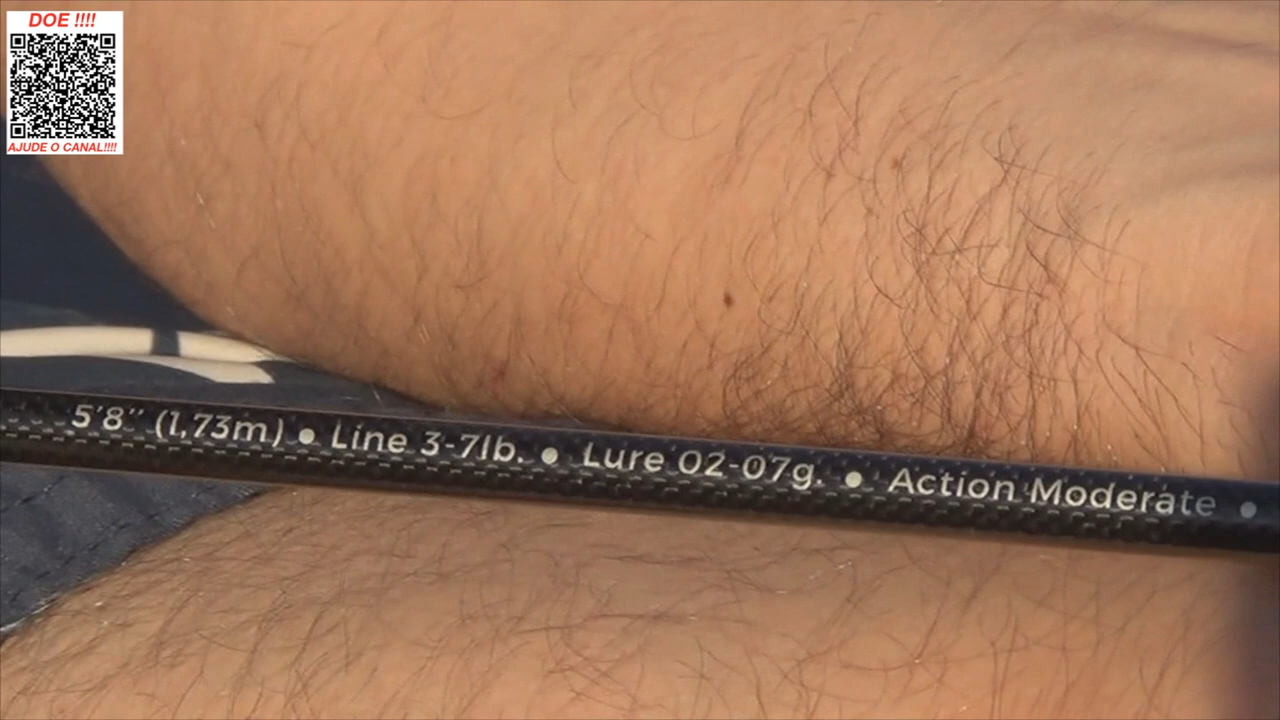 DOE !!!!
AJUDE O CANAL!!!!
5'8'' (1,73m) • Line 3-7lb. • Lure 02-07g. • Action Moderate •